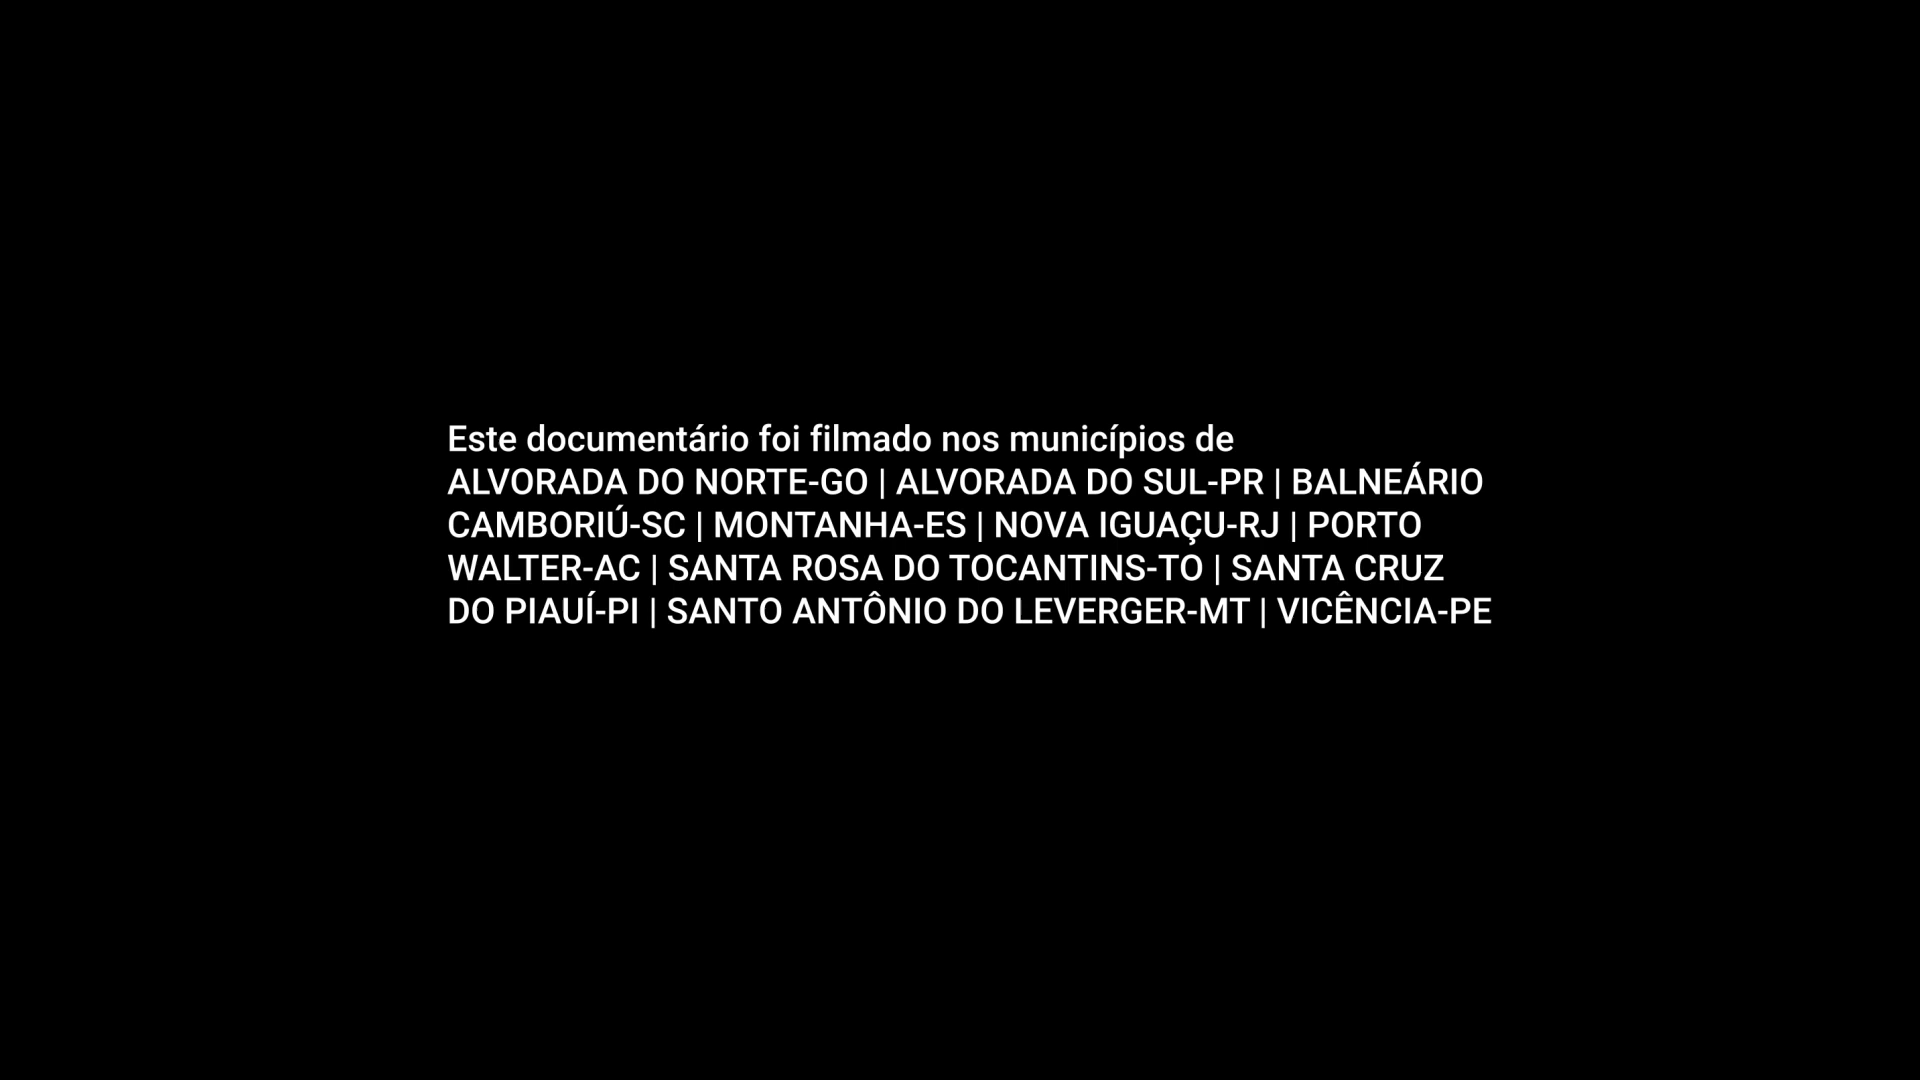 Este documentário foi filmado nos municípios de
ALVORADA DO NORTE-GO | ALVORADA DO SUL-PR | BALNEÁRIO
CAMBORIÚ-SC | MONTANHA-ES | NOVA IGUAÇU-RJ | PORTO
WALTER-AC | SANTA ROSA DO TOCANTINS-TO | SANTA CRUZ
DO PIAUÍ-PI | SANTO ANTÔNIO DO LEVERGER-MT | VICÊNCIA-PE